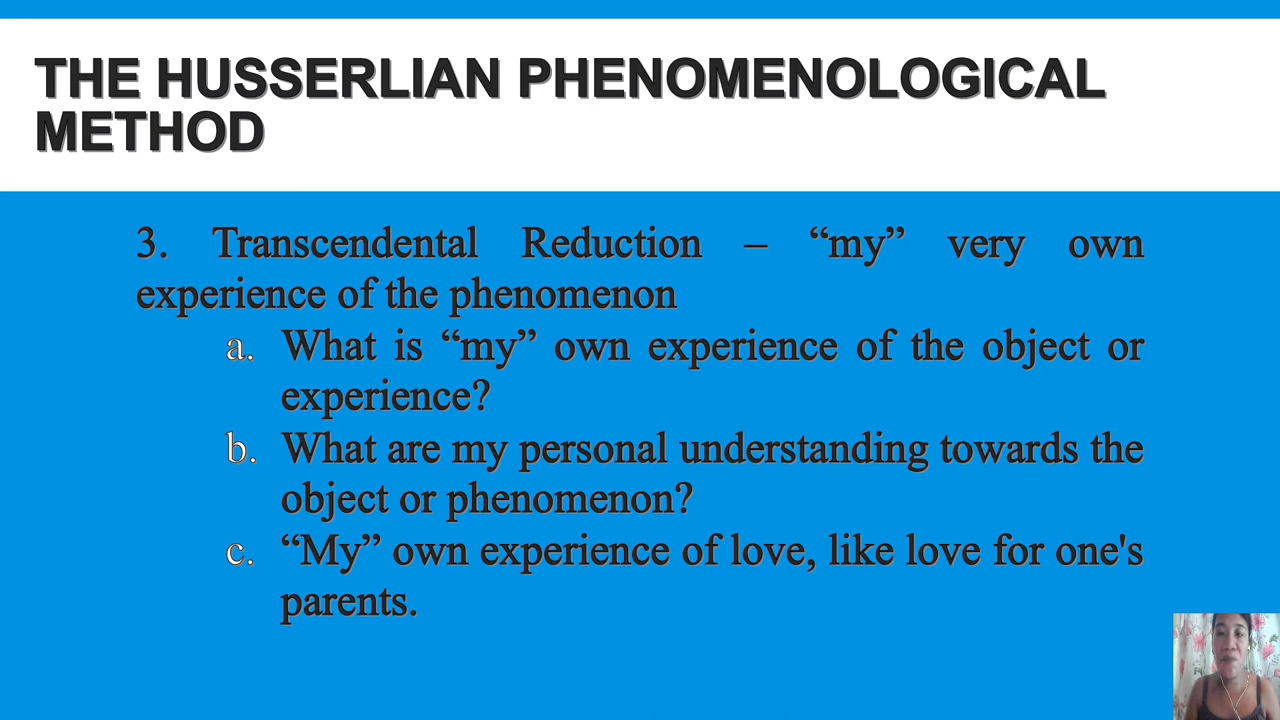 THE HUSSERLIAN PHENOMENOLOGICAL
METHOD
3. Transcendental Reduction – “my” very own
experience of the phenomenon
a. What is “my” own experience of the object or
experience?
b. What are my personal understanding towards the
object or phenomenon?
c. “My” own experience of love, like love for one's
parents.